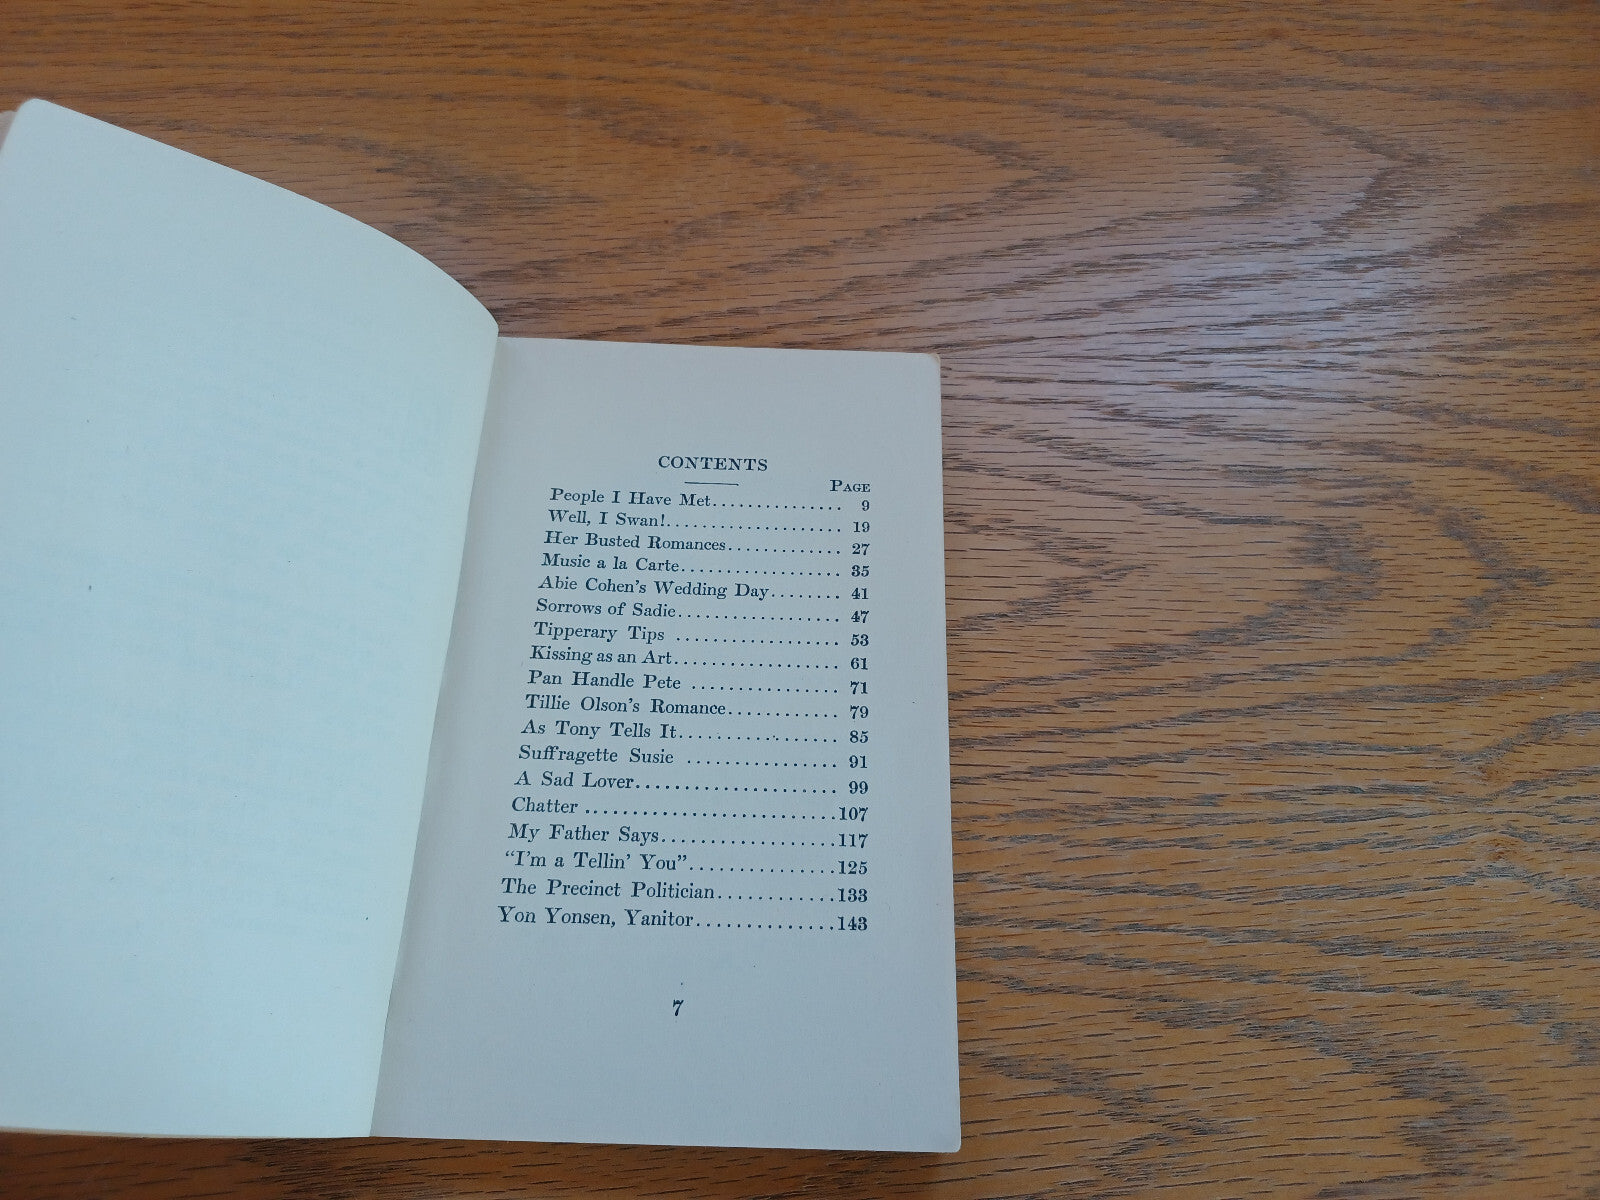 CONTENTS
PAGE
People I Have Met............... 9
Well, I Swan!.................... 19
Her Busted Romances............. 27
Music a la Carte.................. 35
Abie Cohen's Wedding Day........ 41
Sorrows of Sadie.................. 47
Tipperary Tips .................. 53
Kissing as an Art.................. 61
Pan Handle Pete ................ 71
Tillie Olson's Romance............ 79
As Tony Tells It................. 85
Suffragette Susie ................ 91
A Sad Lover...................... 99
Chatter ...........................107
My Father Says..................117
"I'm a Tellin' You"...............125
The Precinct Politician............133
Yon Yonsen, Yanitor..............143
7